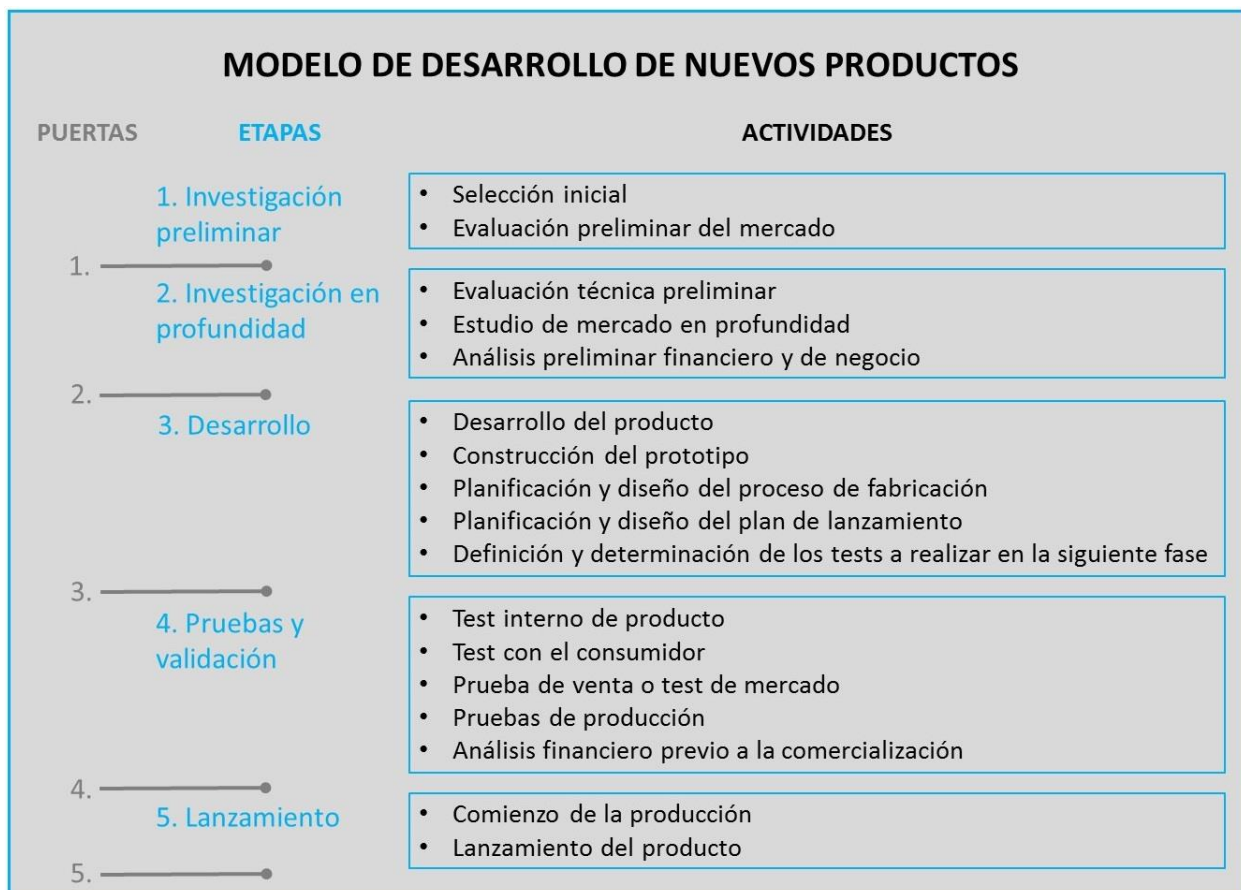 MODELO DE DESARROLLO DE NUEVOS PRODUCTOS
PUERTAS
ETAPAS
ACTIVIDADES
1. Investigación
preliminar
• Selección inicial
• Evaluación preliminar del mercado
1.
2. Investigación en
profundidad
• Evaluación técnica preliminar
• Estudio de mercado en profundidad
• Análisis preliminar financiero y de negocio
2.
3. Desarrollo
• Desarrollo del producto
• Construcción del prototipo
• Planificación y diseño del proceso de fabricación
• Planificación y diseño del plan de lanzamiento
• Definición y determinación de los tests a realizar en la siguiente fase
3.
4. Pruebas y
validación
• Test interno de producto
• Test con el consumidor
• Prueba de venta o test de mercado
• Pruebas de producción
• Análisis financiero previo a la comercialización
4.
5. Lanzamiento
• Comienzo de la producción
• Lanzamiento del producto
5.